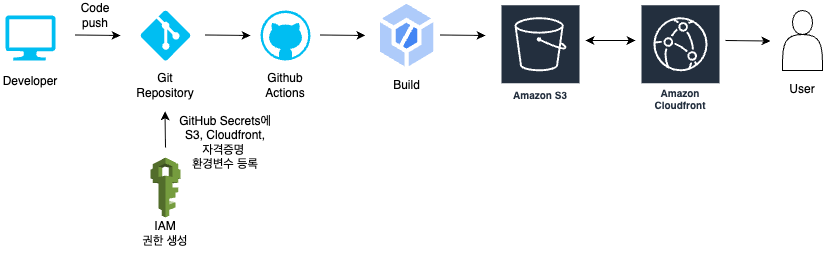 Code
push
Developer
Git
Repository
Github
Actions
Build
Amazon S3
Amazon
Cloudfront
User
GitHub Secrets에
S3, Cloudfront,
자격증명
환경변수 등록
IAM
권한 생성